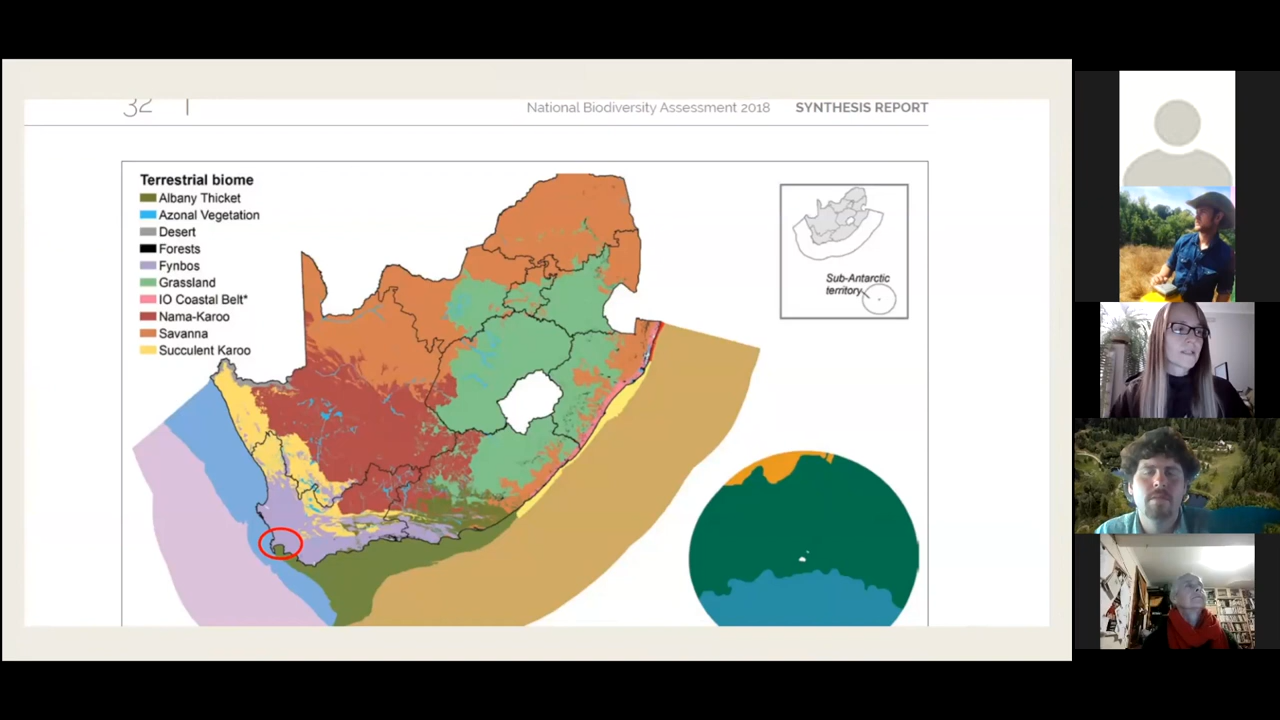 32 |
National Biodiversity Assessment 2018 SYNTHESIS REPORT
Terrestrial biome
Albany Thicket
Azonal Vegetation
Desert
Forests
Fynbos
Grassland
IO Coastal Belt*
Nama-Karoo
Savanna
Succulent Karoo
Sub-Antarctic
territory